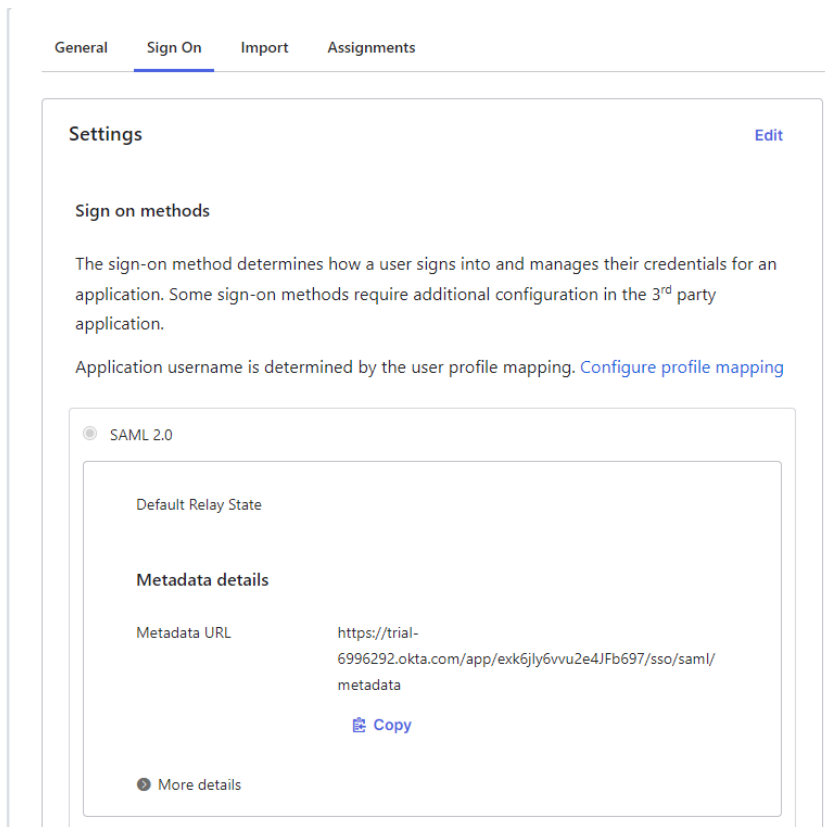 General Sign On Import Assignments
Settings Edit
Sign on methods
The sign-on method determines how a user signs into and manages their credentials for an
application. Some sign-on methods require additional configuration in the 3rd party
application.
Application username is determined by the user profile mapping. Configure profile mapping
SAML 2.0
Default Relay State
Metadata details
Metadata URL https://trial-
6996292.okta.com/app/exk6jly6vvu2e4JFb697/sso/saml/
metadata
Copy
More details